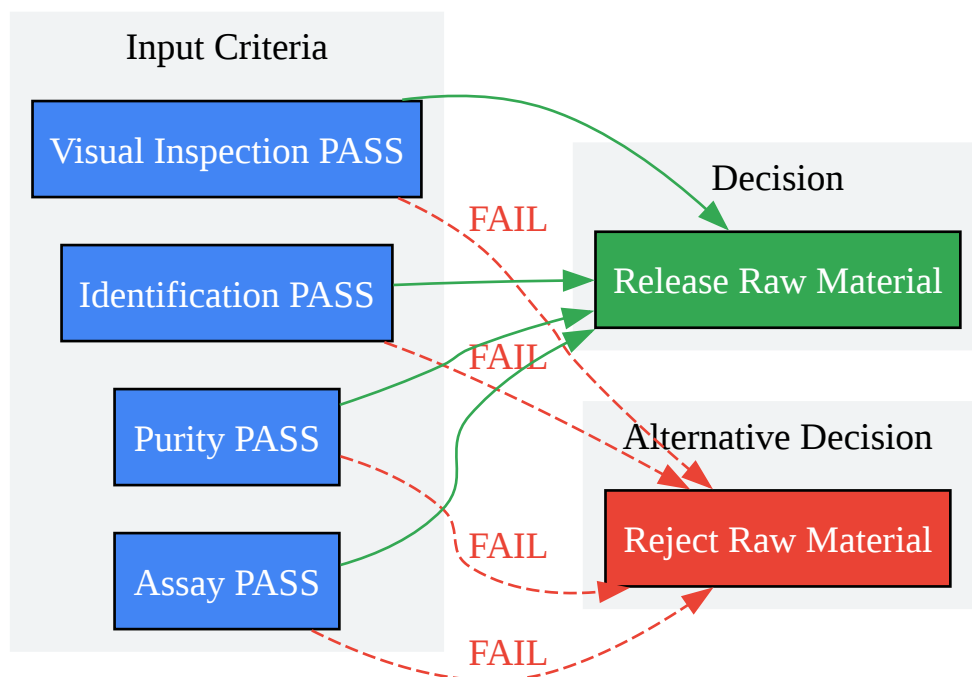 Input Criteria
Visual Inspection PASS
Identification PASS
Purity PASS
Assay PASS
FAIL
FAIL
FAIL
FAIL
Decision
Release Raw Material
Alternative Decision
Reject Raw Material